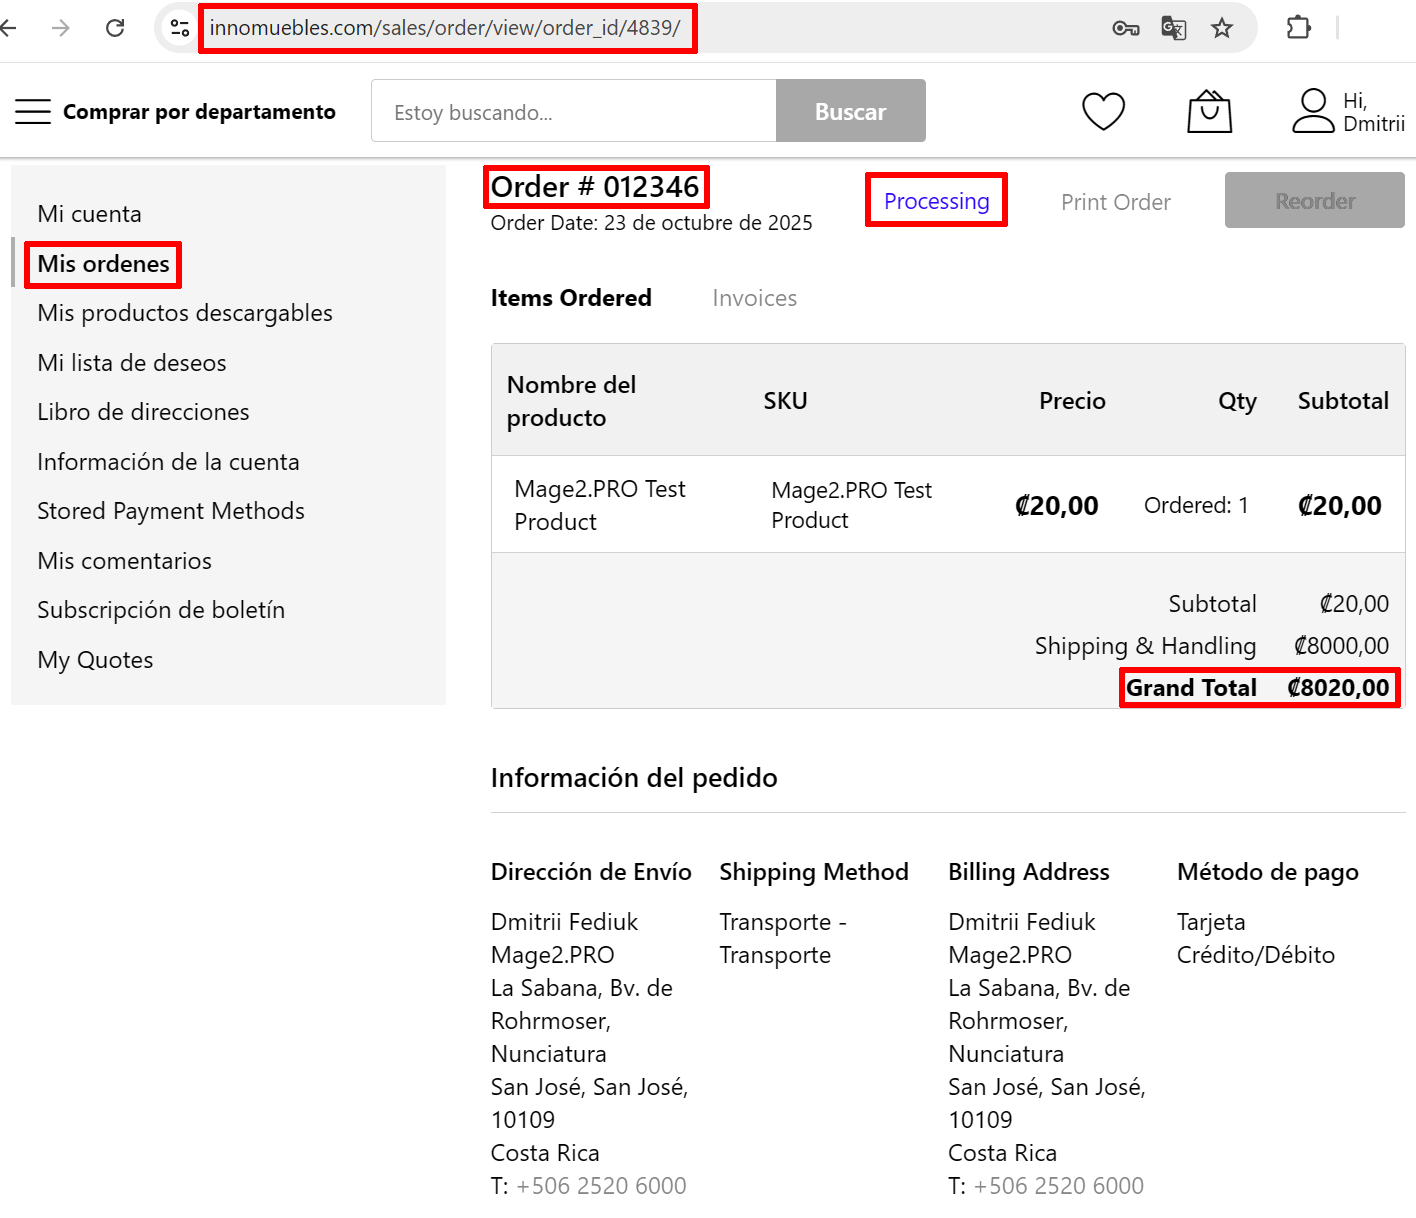 innomuebles.com/sales/order/view/order_id/4839/
Comprar por departamento
Estoy buscando...
Buscar
Hi,
Dmitrii
Mi cuenta
Mis ordenes
Mis productos descargables
Mi lista de deseos
Libro de direcciones
Información de la cuenta
Stored Payment Methods
Mis comentarios
Subscripción de boletín
My Quotes
Order # 012346
Order Date: 23 de octubre de 2025
Processing
Print Order
Reorder
Items Ordered
Invoices
Nombre del
producto
SKU
Precio
Qty
Subtotal
Mage2.PRO Test
Product
Mage2.PRO Test
Product
₡20,00
Ordered: 1
₡20,00
Subtotal ₡20,00
Shipping & Handling ₡8000,00
Grand Total ₡8020,00
Información del pedido
Dirección de Envío
Dmitrii Fediuk
Mage2.PRO
La Sabana, Bv. de
Rohrmoser,
Nunciatura
San José, San José,
10109
Costa Rica
T: +506 2520 6000
Shipping Method
Transporte -
Transporte
Billing Address
Dmitrii Fediuk
Mage2.PRO
La Sabana, Bv. de
Rohrmoser,
Nunciatura
San José, San José,
10109
Costa Rica
T: +506 2520 6000
Método de pago
Tarjeta
Crédito/Débito